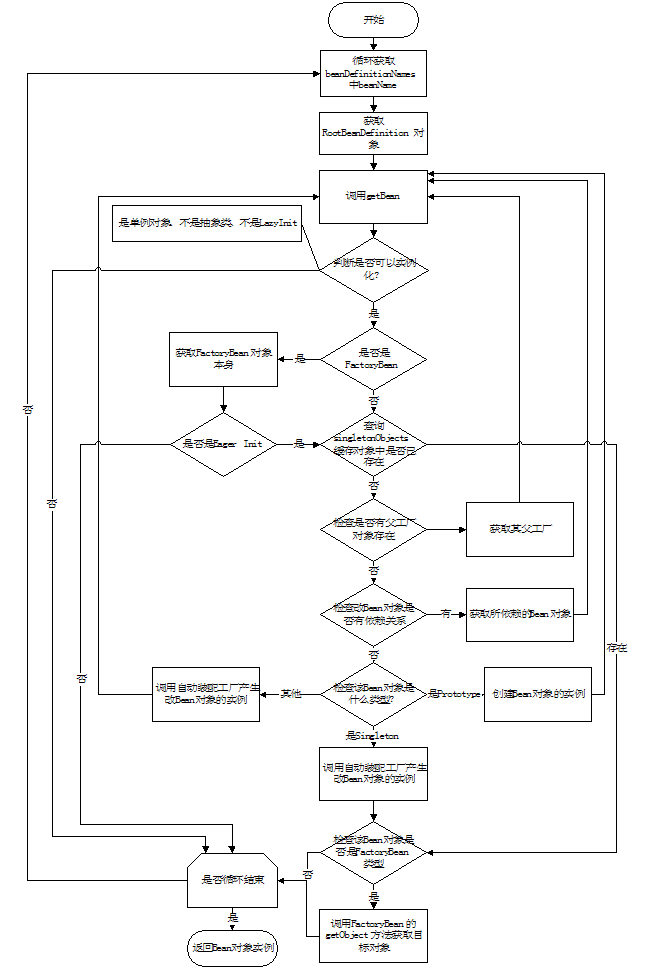 开始
循环获取
beanDefinitionNames
中beanName
获取
RootBeanDefinition 对
象
调用getBean
是单例对象、不是抽象类、不是LazyInit
判断是否可以实例
化?
是
获取FactoryBean 对象
本身
是
是否是
FactoryBean
否
否
是否是Eager Init
是
查询
singletonObjects
缓存对象中是否已
存在
否
否
检查是否有父工厂
对象存在
获取其父工厂
否
检查改Bean对象是
否有依赖关系
有
获取所依赖的Bean 对象
否
存在
否
调用自动装配工厂产生
改Bean对象的实例
其他
检查该Bean对象是
什么类型?
是Prototype
创建Bean对象的实例
是Singleton
调用自动装配工厂产生
改Bean对象的实例
检查该Bean对象是
否是FactoryBean
类型
否
是否循环结束
是
是
调用FactoryBean 的
getObject 方法获取目
标对象
返回Bean对象实例